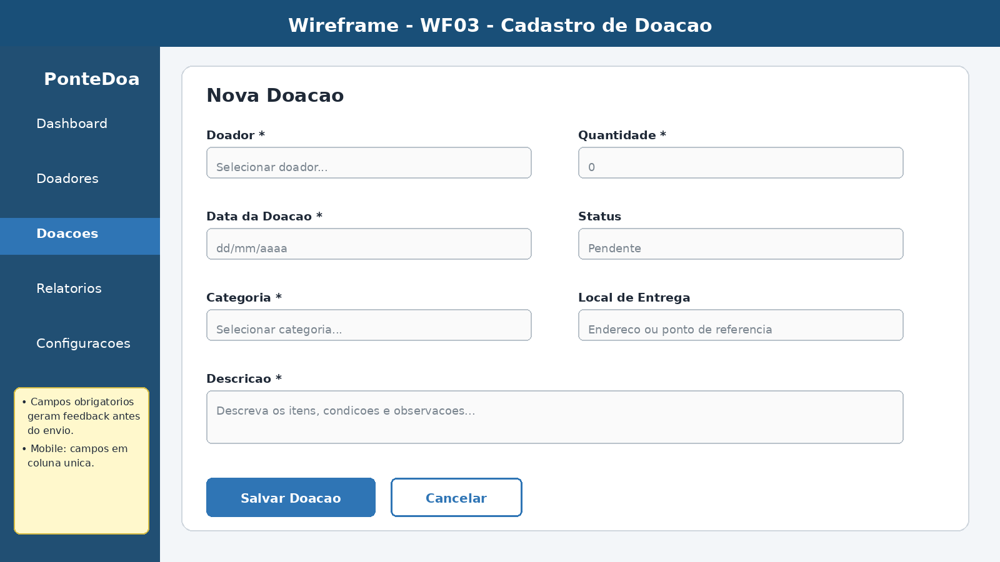 Wireframe - WF03 - Cadastro de Doacao
PonteDoa
Dashboard
Doadores
Doacoes
Relatorios
Configuracoes
• Campos obrigatorios
geram feedback antes
do envio.
• Mobile: campos em
coluna unica.
Nova Doacao
Doador *
Selecionar doador...
Quantidade *
0
Data da Doacao *
dd/mm/aaaa
Status
Pendente
Categoria *
Selecionar categoria...
Local de Entrega
Endereco ou ponto de referencia
Descricao *
Descreva os itens, condicoes e observacoes...
Salvar Doacao
Cancelar